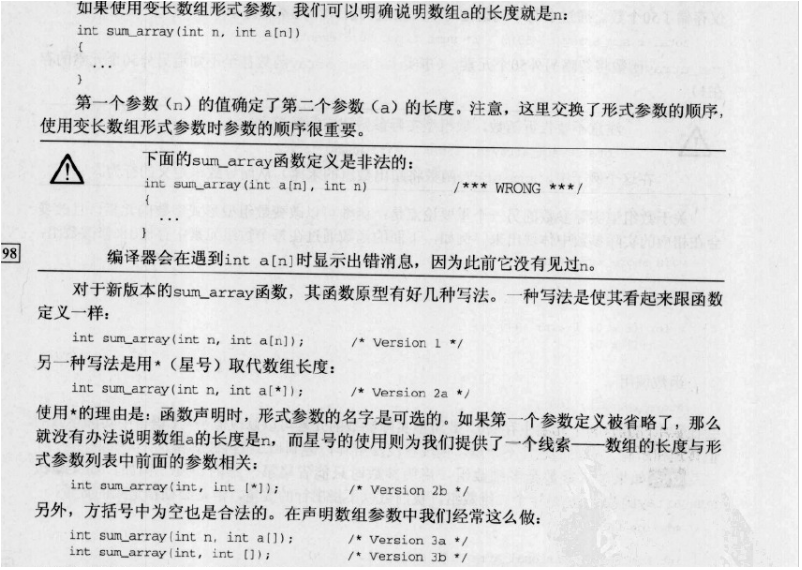 如果使用变长数组形式参数，我们可以明确说明数组a的长度就是n：
int sum_array(int n, int a[n])
{
 ...
}
第一个参数（n）的值确定了第二个参数（a）的长度。注意，这里交换了形式参数的顺序，
使用变长数组形式参数时参数的顺序很重要。
下面的sum_array函数定义是非法的：
int sum_array(int a[n], int n) /*** WRONG ***/
{
 ...
}
编译器会在遇到int a[n]时显示出错消息，因为此前它没有见过n。
98
对于新版本的sum_array函数，其函数原型有好几种写法。一种写法是使其看起来跟函数
定义一样：
int sum_array(int n, int a[n]); /* Version 1 */
另一种写法是用*（星号）取代数组长度：
int sum_array(int n, int a[*]); /* Version 2a */
使用*的理由是：函数声明时，形式参数的名字是可选的。如果第一个参数定义被省略了，那么
就没有办法说明数组a的长度是n，而星号的使用则为我们提供了一个线索——数组的长度与形
式参数列表中前面的参数相关：
int sum_array(int, int [*]); /* Version 2b */
另外，方括号中为空也是合法的。在声明数组参数中我们经常这么做：
int sum_array(int n, int a[]); /* Version 3a */
int sum_array(int, int []); /* Version 3b */